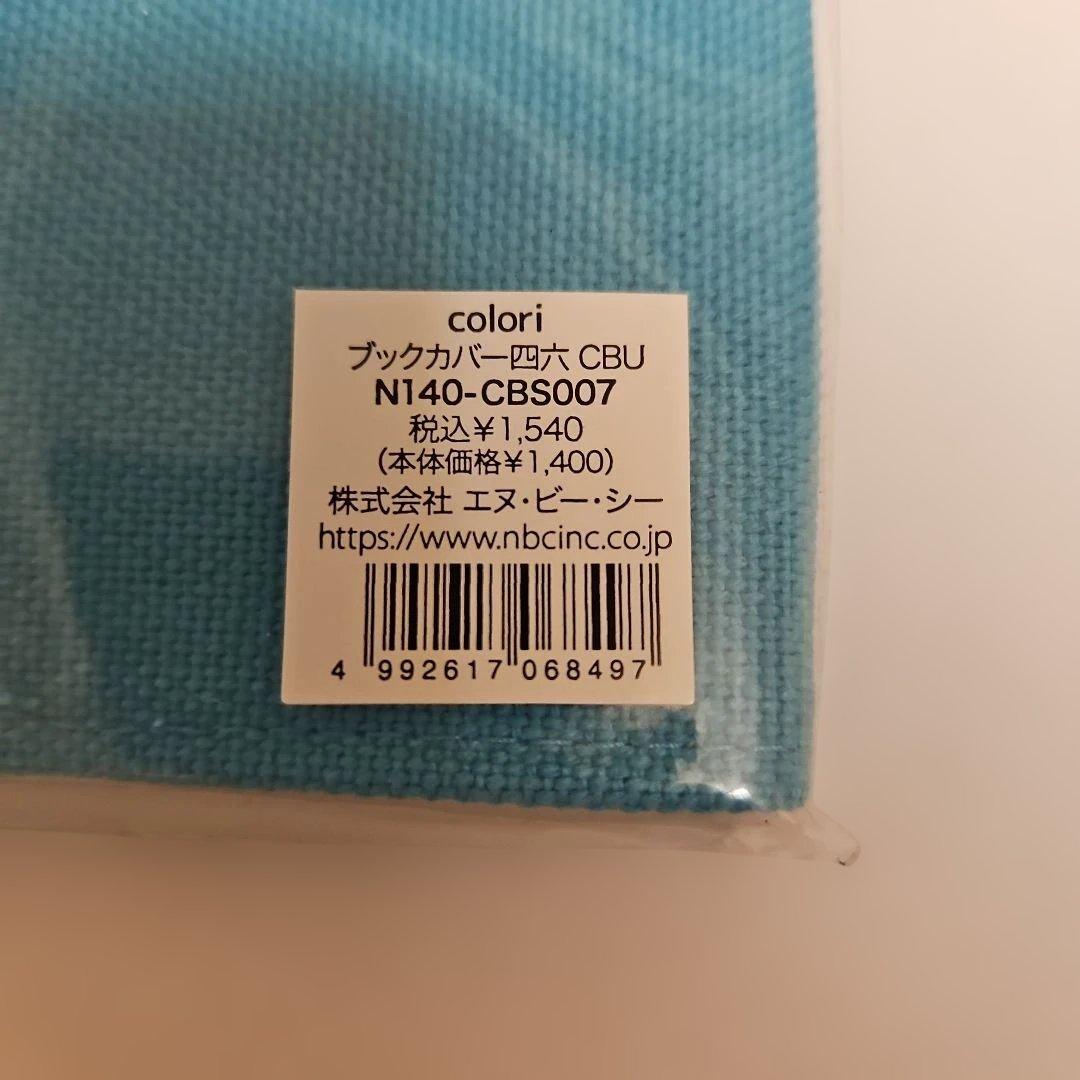 colori
ブックカバー四六 CBU
N140-CBS007
税込¥1,540
(本体価格¥1,400)
株式会社 エヌ・ビー・シー
https://www.nbcinc.co.jp
4 992617 068497